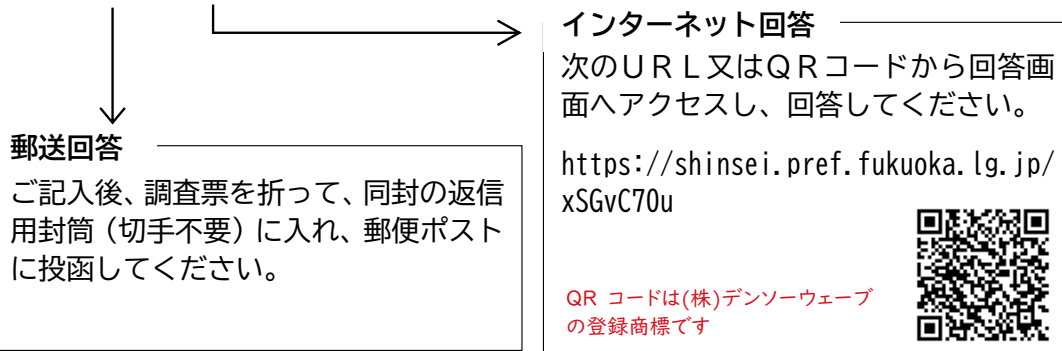 郵送回答
ご記入後、調査票を折って、同封の返信
用封筒（切手不要）に入れ、郵便ポスト
に投函してください。
インターネット回答
次のＵＲＬ又はＱＲコードから回答画
面へアクセスし、回答してください。
https://shinsei.pref.fukuoka.lg.jp/
xSGvC70u
QR コードは(株)デンソーウェーブ
の登録商標です